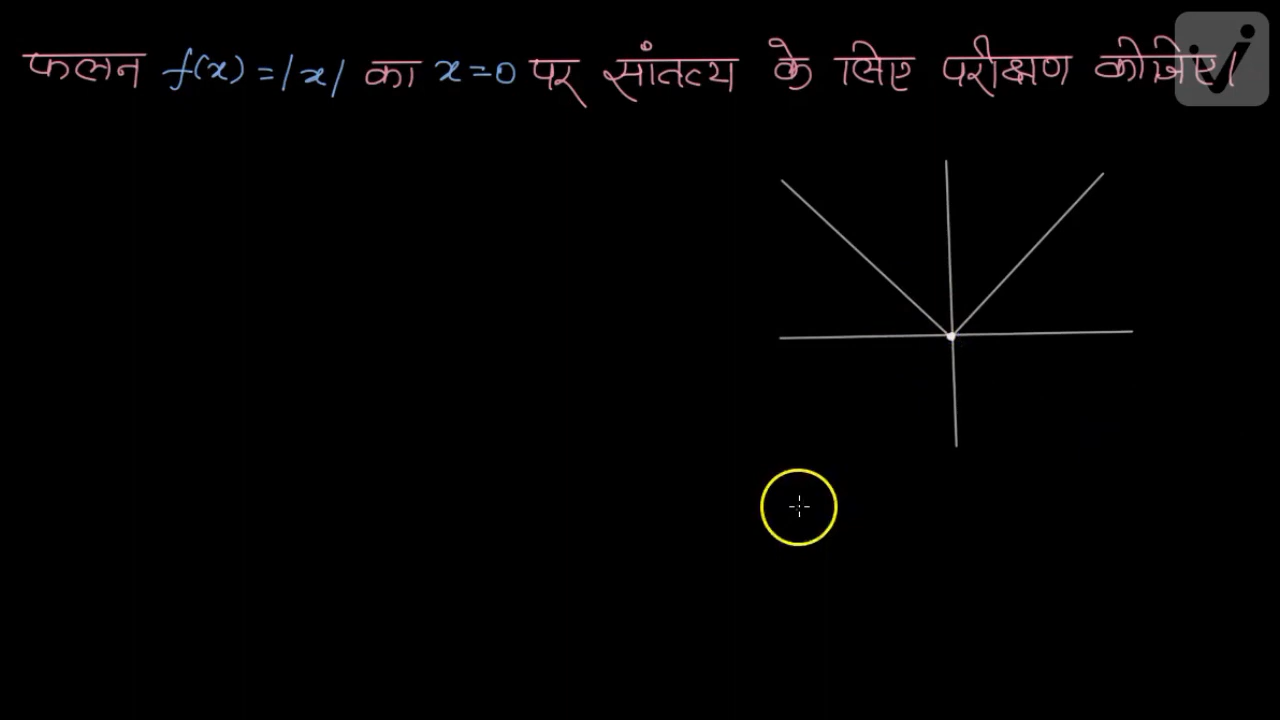 फलन f(x) = |x| का x=0 पर सांतत्य के लिए परीक्षण कीजिए।